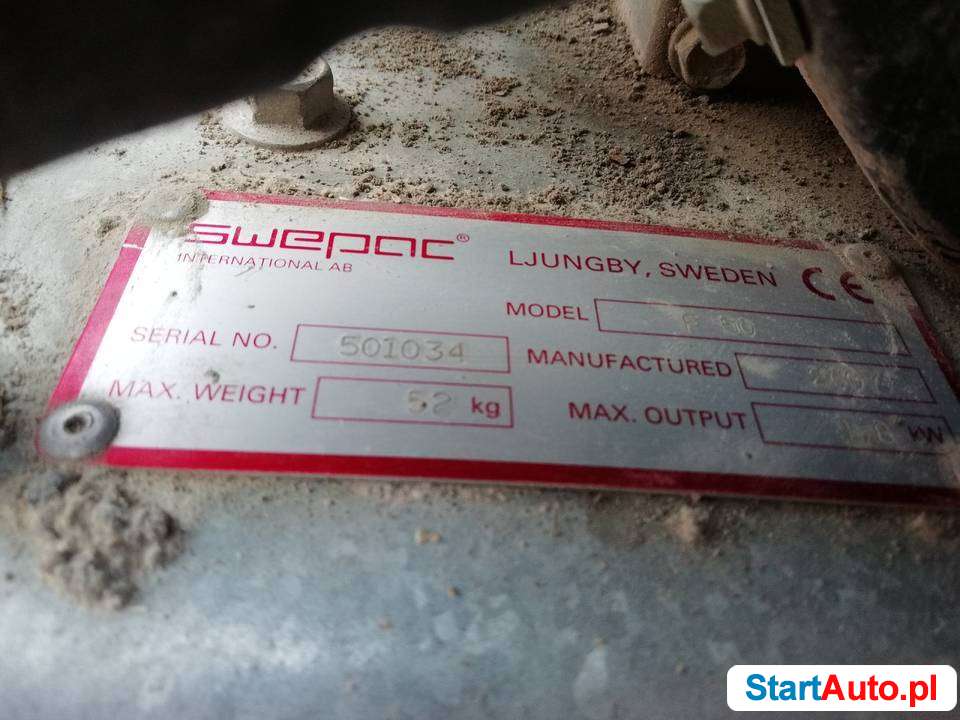 swepac®
INTERNATIONAL AB
LJUNGBY, SWEDEN CE
MODEL
SERIAL NO. 501034
MANUFACTURED
MAX. WEIGHT 52 kg
MAX. OUTPUT kW
StartAuto.pl